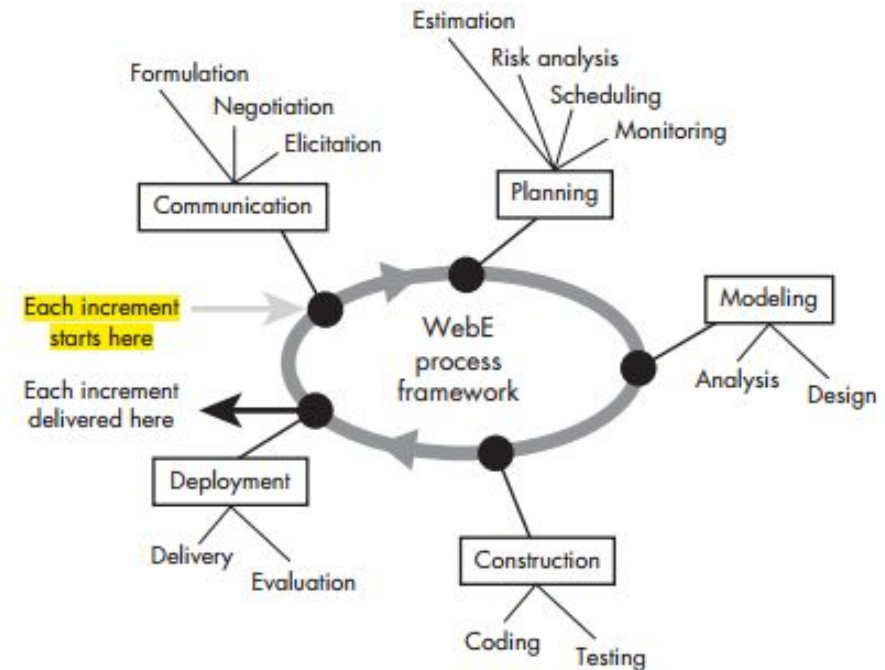 Estimation
Risk analysis
Scheduling
Monitoring
Formulation
Negotiation
Elicitation
Communication
Planning
Each increment
starts here
WebE
process
framework
Modeling
Analysis
Design
Each increment
delivered here
Deployment
Delivery
Evaluation
Construction
Coding
Testing